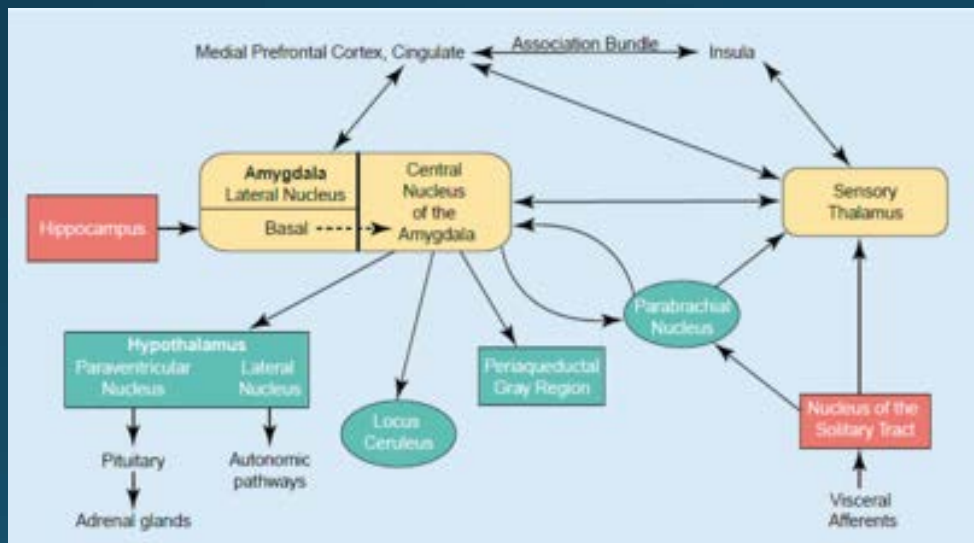 Medial Prefrontal Cortex, Cingulate
Association Bundle
Insula
Amygdala
Lateral Nucleus
Basal
Central
Nucleus
of the
Amygdala
Sensory
Thalamus
Hippocampus
Parabrachial
Nucleus
Hypothalamus
Paraventricular
Nucleus
Lateral
Nucleus
Periaqueductal
Gray Region
Locus
Ceruleus
Nucleus of the
Solitary Tract
Pituitary
Autonomic
pathways
Adrenal glands
Visceral
Afferents